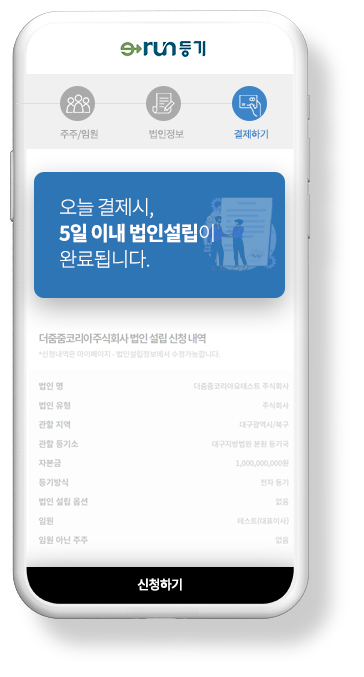 e→run등기
주주/임원
법인정보
결제하기
오늘 결제시,
5일 이내 법인설립이
완료됩니다.
더줌줌코리아주식회사 법인 설립 신청 내역
*신청내역은 마이페이지 - 법인설립정보에서 수정가능합니다.
법인 명 더줌줌코리아요테스트 주식회사
법인 유형 주식회사
관할 지역 대구광역시/북구
관할 등기소 대구지방법원 본원 등기국
자본금 1,000,000,000원
등기방식 전자 등기
법인 설립 옵션 없음
임원 테스트(대표이사)
임원 아닌 주주 없음
신청하기